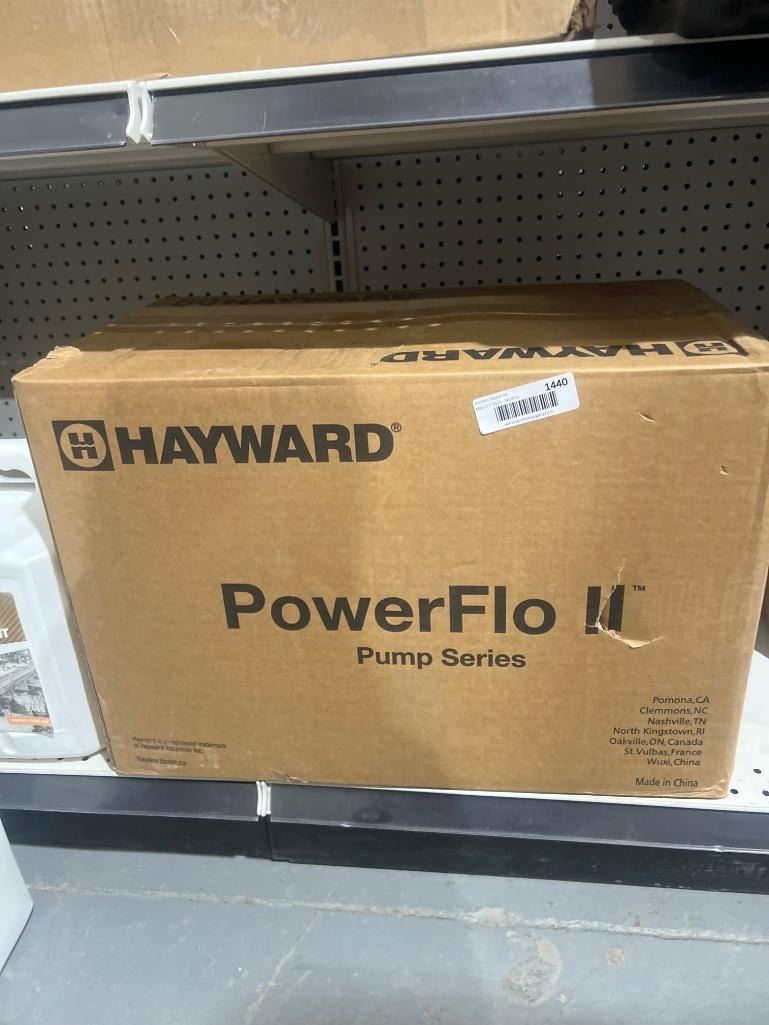 HAYWARD
HAYWARD
1440
HAYWARD®
PowerFlo II™
Pump Series
Pomona,CA
Clemmons,NC
Nashville,TN
North Kingstown,RI
Oakville,ON,Canada
St.Vulbas,France
Wuxi,China
Made in China
Hayward is a registered trademark
of Hayward Industries INC.
haywardpool.ca